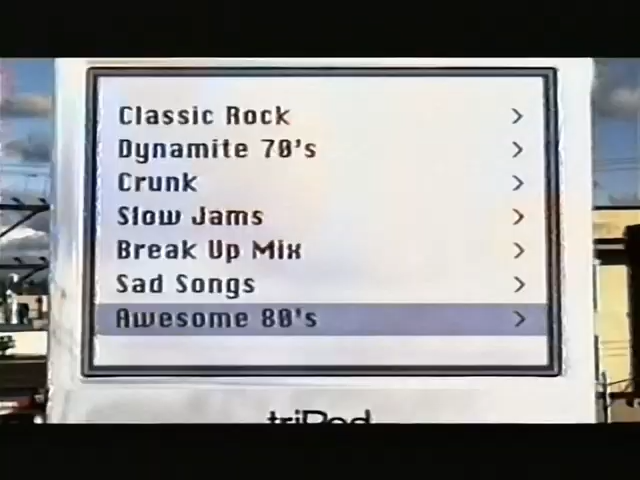 Classic Rock >
Dynamite 70's >
Crunk >
Slow Jams >
Break Up Mix >
Sad Songs >
Awesome 80's >
triPod